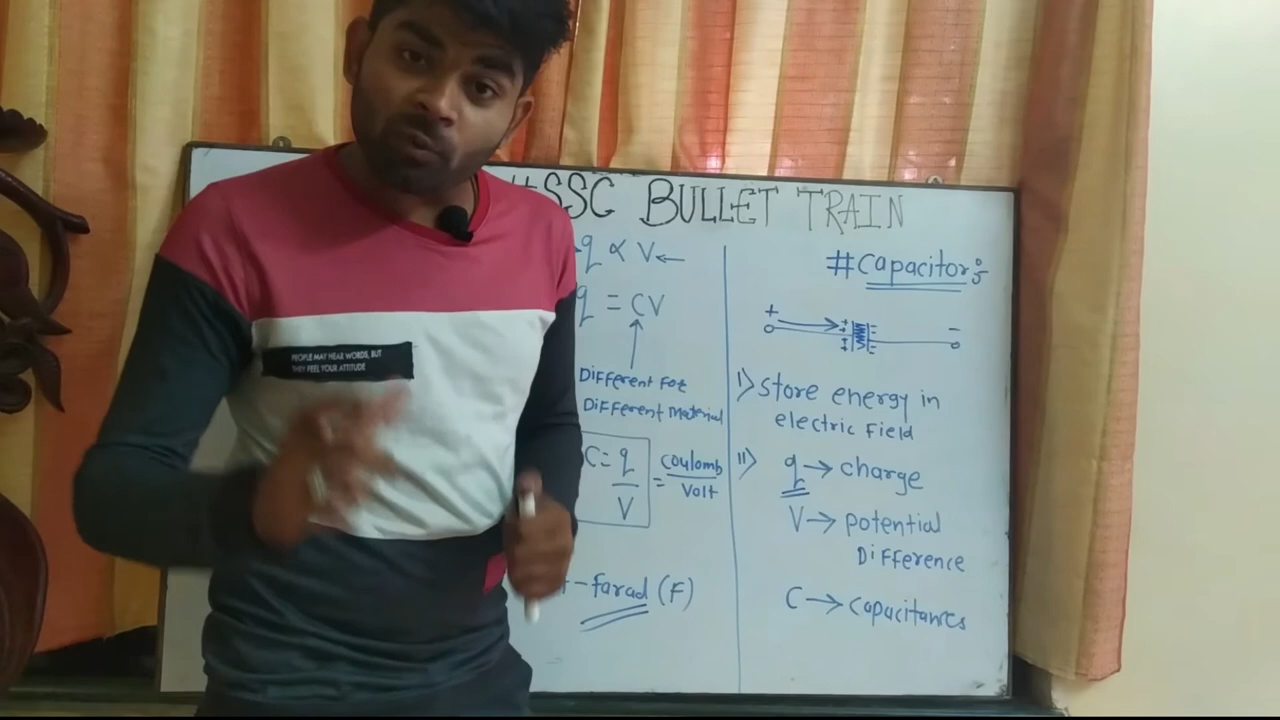 #SSC BULLET TRAIN
q ∝ V ←
q = CV
Different For
Different Material
C = q/V = coulomb/Volt
-farad (F)
#Capacitor:
+ -
I) store energy in
electric field
II) q → charge
V → potential
Difference
C → capacitances
PEOPLE MAY HEAR WORDS, BUT
THEY FEEL YOUR ATTITUDE